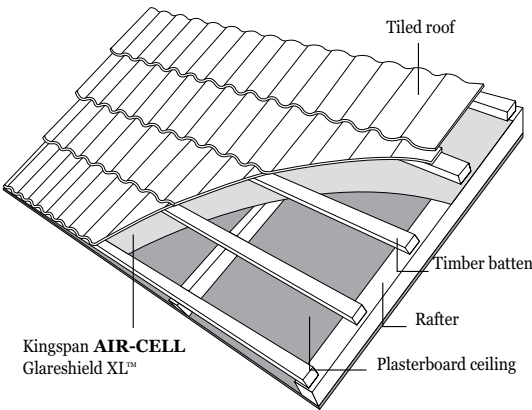 Tiled roof
Timber batten
Rafter
Plasterboard ceiling
Kingspan AIR-CELL
Glareshield XL™